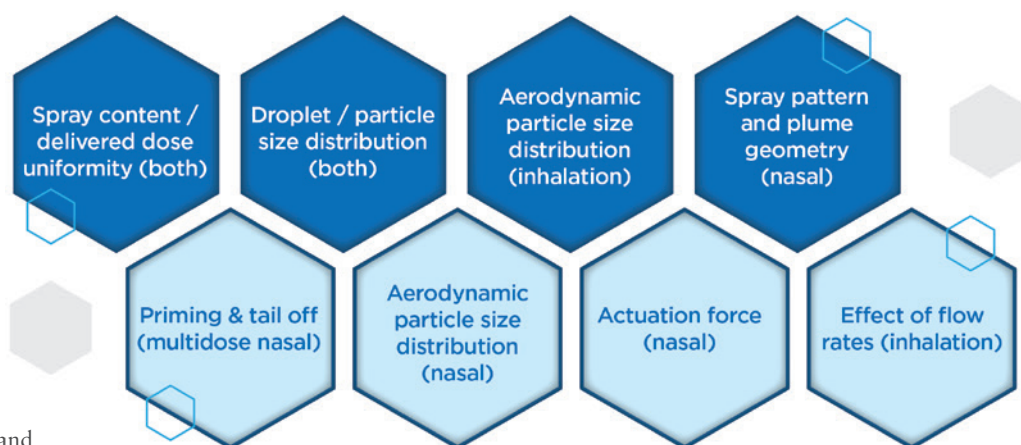 Spray content /
delivered dose
uniformity (both)
Droplet / particle
size distribution
(both)
Aerodynamic
particle size
distribution
(inhalation)
Spray pattern
and plume
geometry
(nasal)
Priming & tail off
(multidose nasal)
Aerodynamic
particle size
distribution
(nasal)
Actuation force
(nasal)
Effect of flow
rates (inhalation)
and